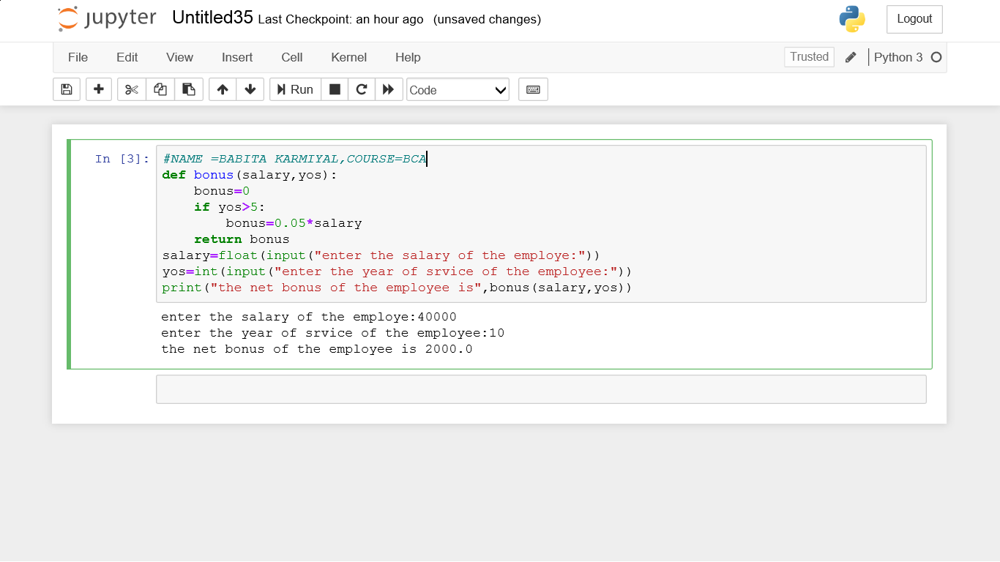 jupyter Untitled35 Last Checkpoint: an hour ago (unsaved changes)
Logout
File Edit View Insert Cell Kernel Help
Trusted Python 3
Run Code
In [3]: #NAME =BABITA KARMIYAL,COURSE=BCA
def bonus(salary,yos):
    bonus=0
    if yos>5:
        bonus=0.05*salary
    return bonus
salary=float(input("enter the salary of the employe:"))
yos=int(input("enter the year of srvice of the employee:"))
print("the net bonus of the employee is",bonus(salary,yos))
enter the salary of the employe:40000
enter the year of srvice of the employee:10
the net bonus of the employee is 2000.0